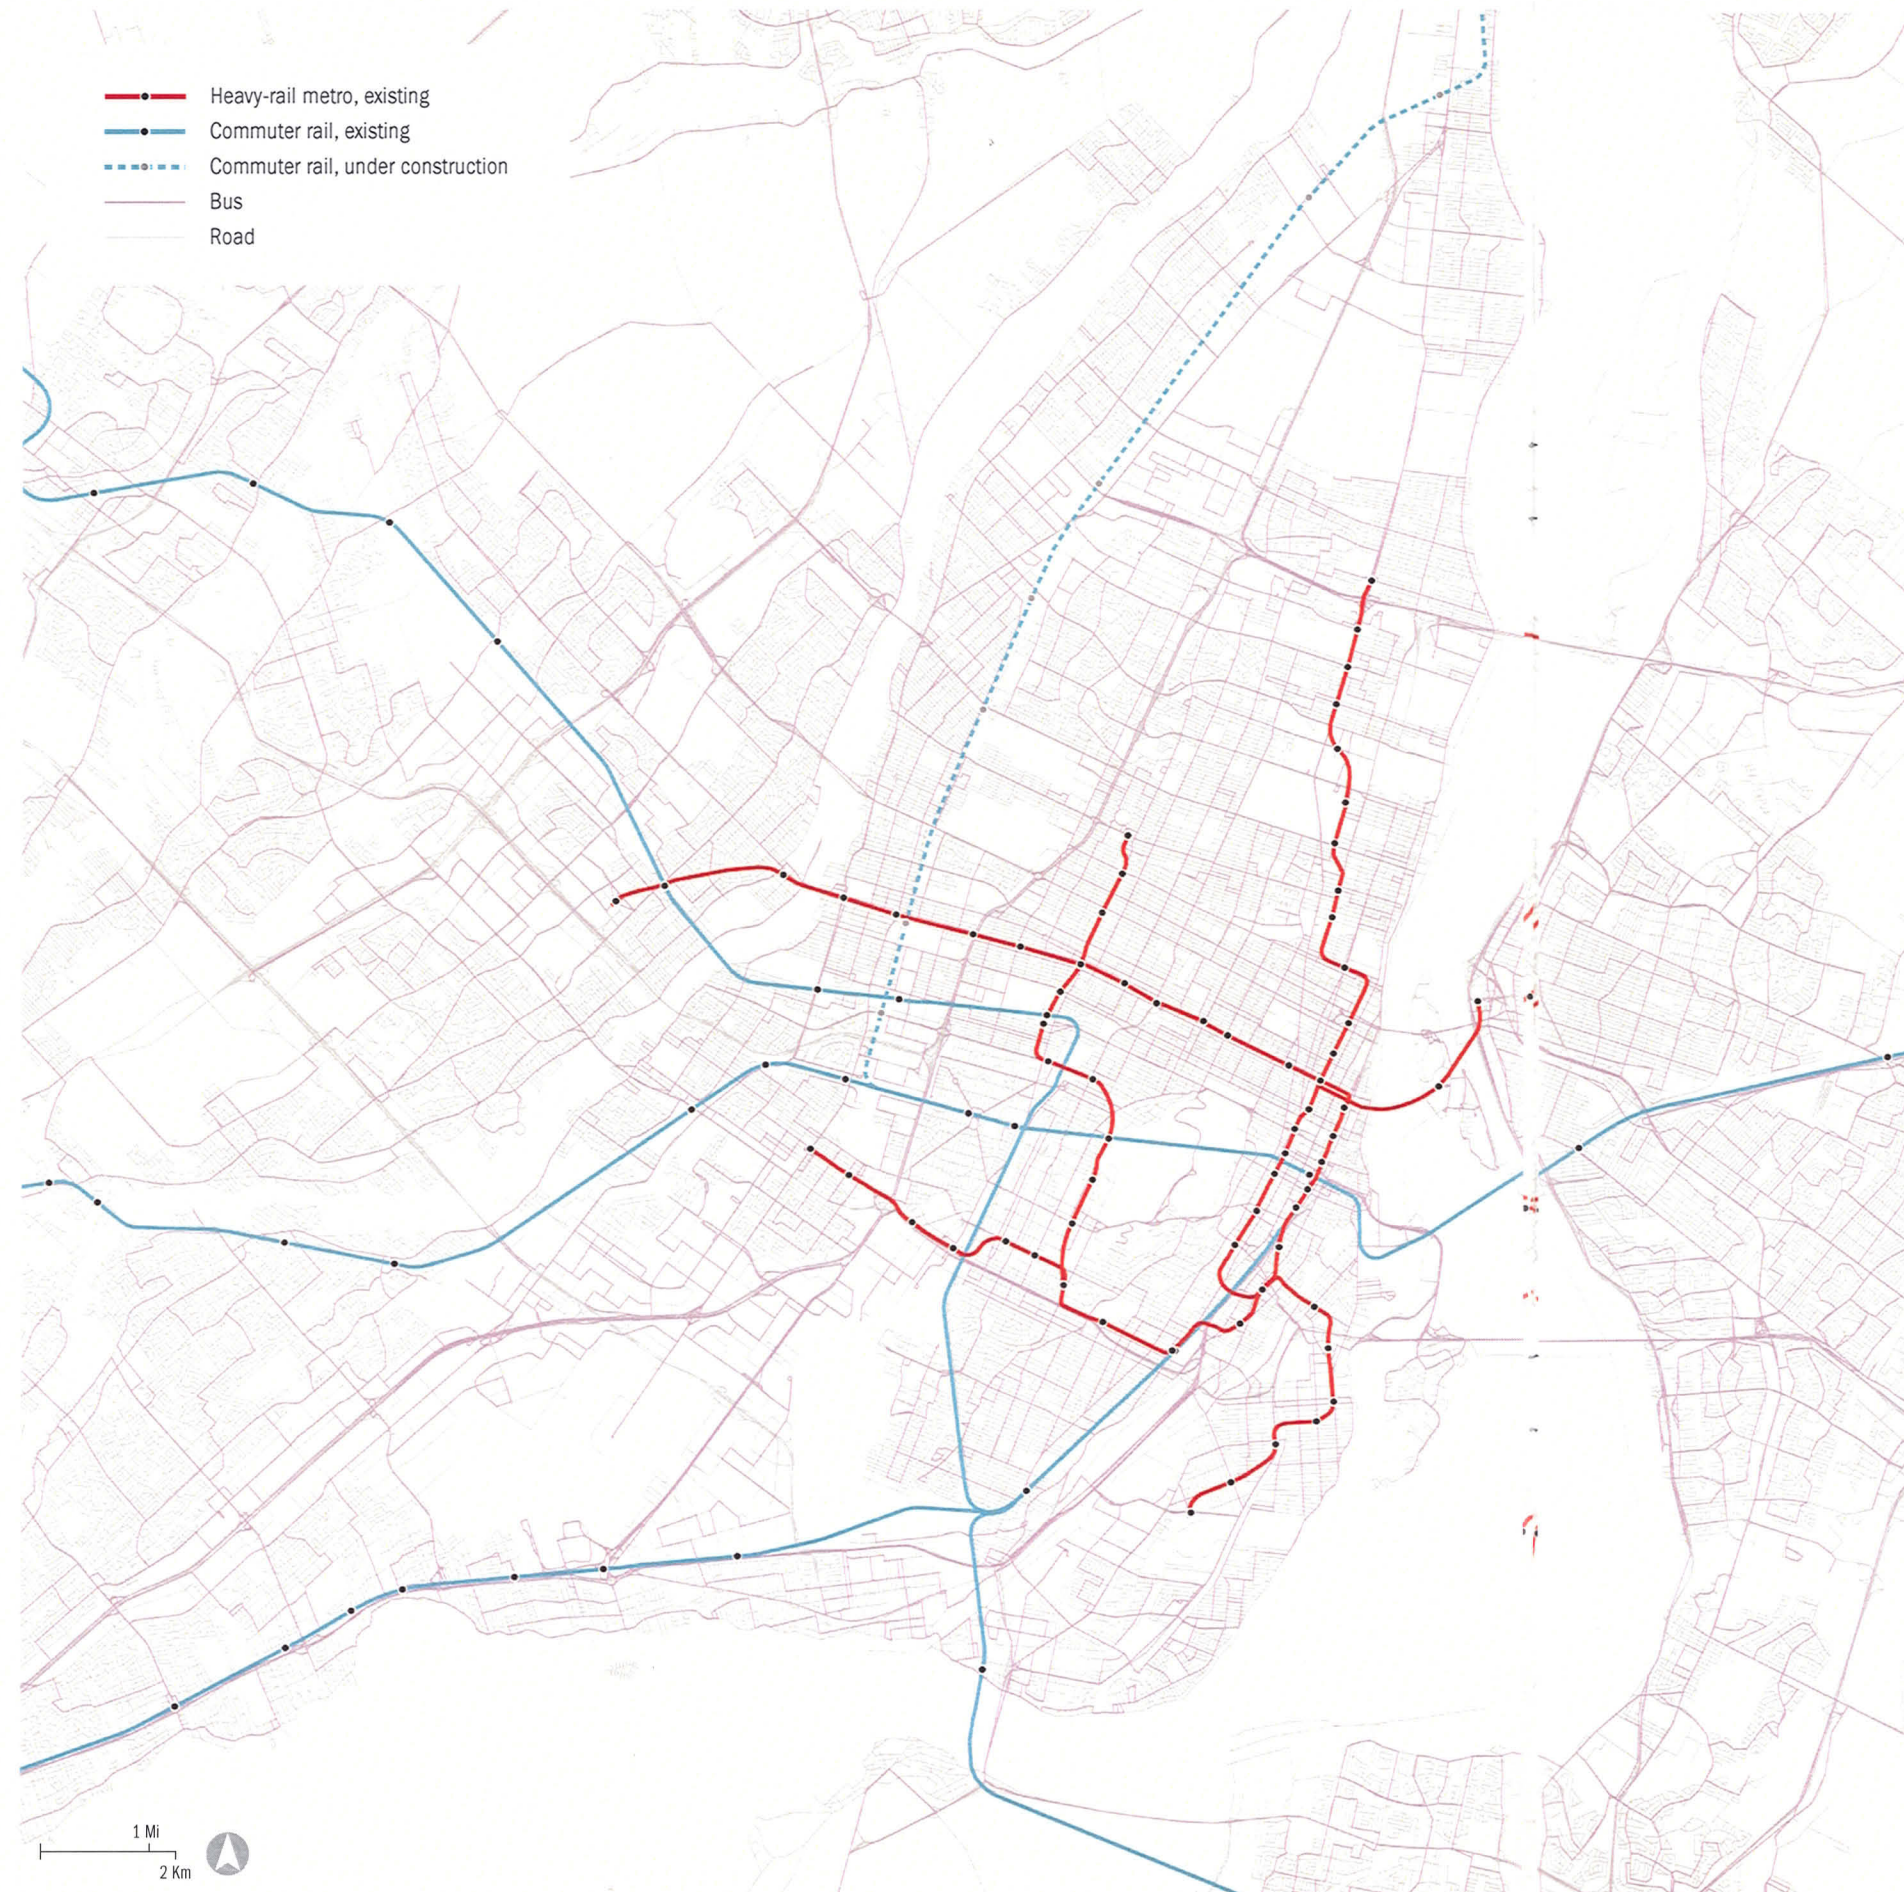 Heavy-rail metro, existing
Commuter rail, existing
Commuter rail, under construction
Bus
Road
1 Mi
2 Km